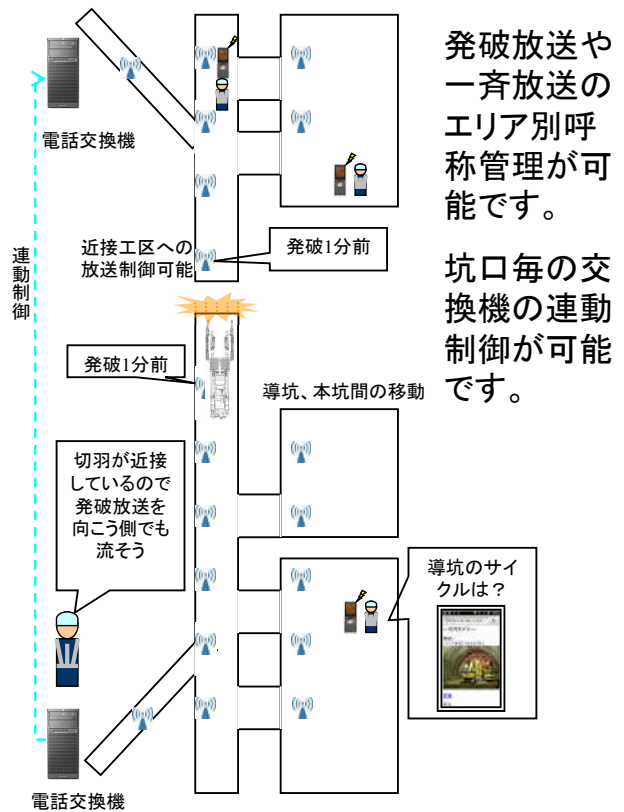 発破放送や
一斉放送の
エリア別呼
称管理が可
能です。
坑口毎の交
換機の連動
制御が可能
です。
電話交換機
連動制御
近接工区への
放送制御可能
発破1分前
発破1分前
導坑、本坑間の移動
切羽が近接
しているので
発破放送を
向こう側でも
流そう
導坑のサイ
クルは？
電話交換機